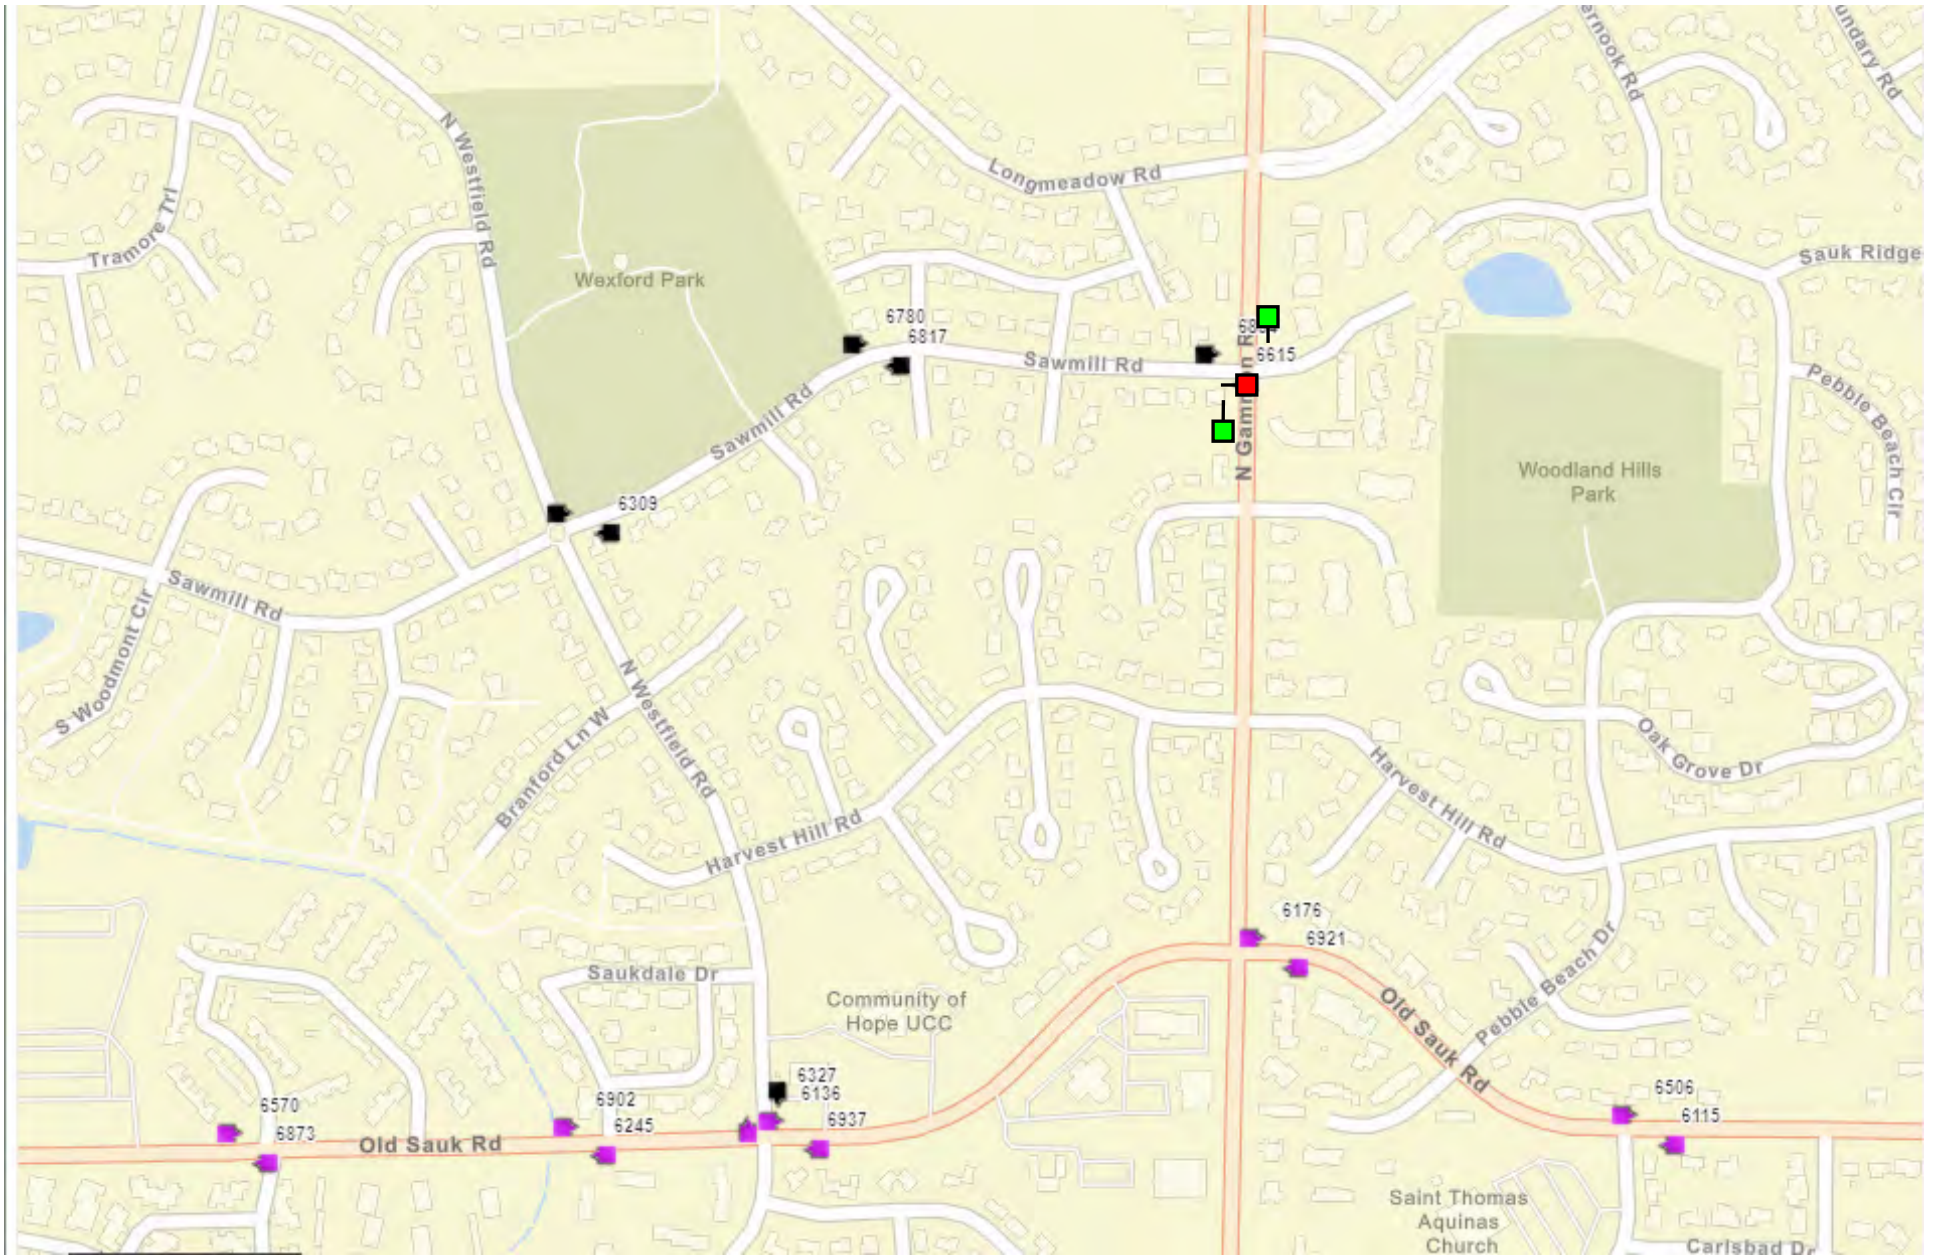 ernook Rd
undary Rd
N Westfield Rd
Longmeadow Rd
Tramore Trl
Sauk Ridge
Wexford Park
6780
6817
6615
Sawmill Rd
Pebble Beach Cir
Sawmill Rd
Woodland Hills
Park
6309
Sawmill Rd
S Woodmont Cir
N Westfield Rd
Branford Ln W
Oak Grove Dr
Harvest Hill Rd
Harvest Hill Rd
6176
6921
Saukdale Dr
Community of
Hope UCC
Old Sauk Rd
Pebble Beach Dr
6327
6136
6937
6902
6245
6570
6873
Old Sauk Rd
6506
6115
Saint Thomas
Aquinas
Church
Carlsbad Dr